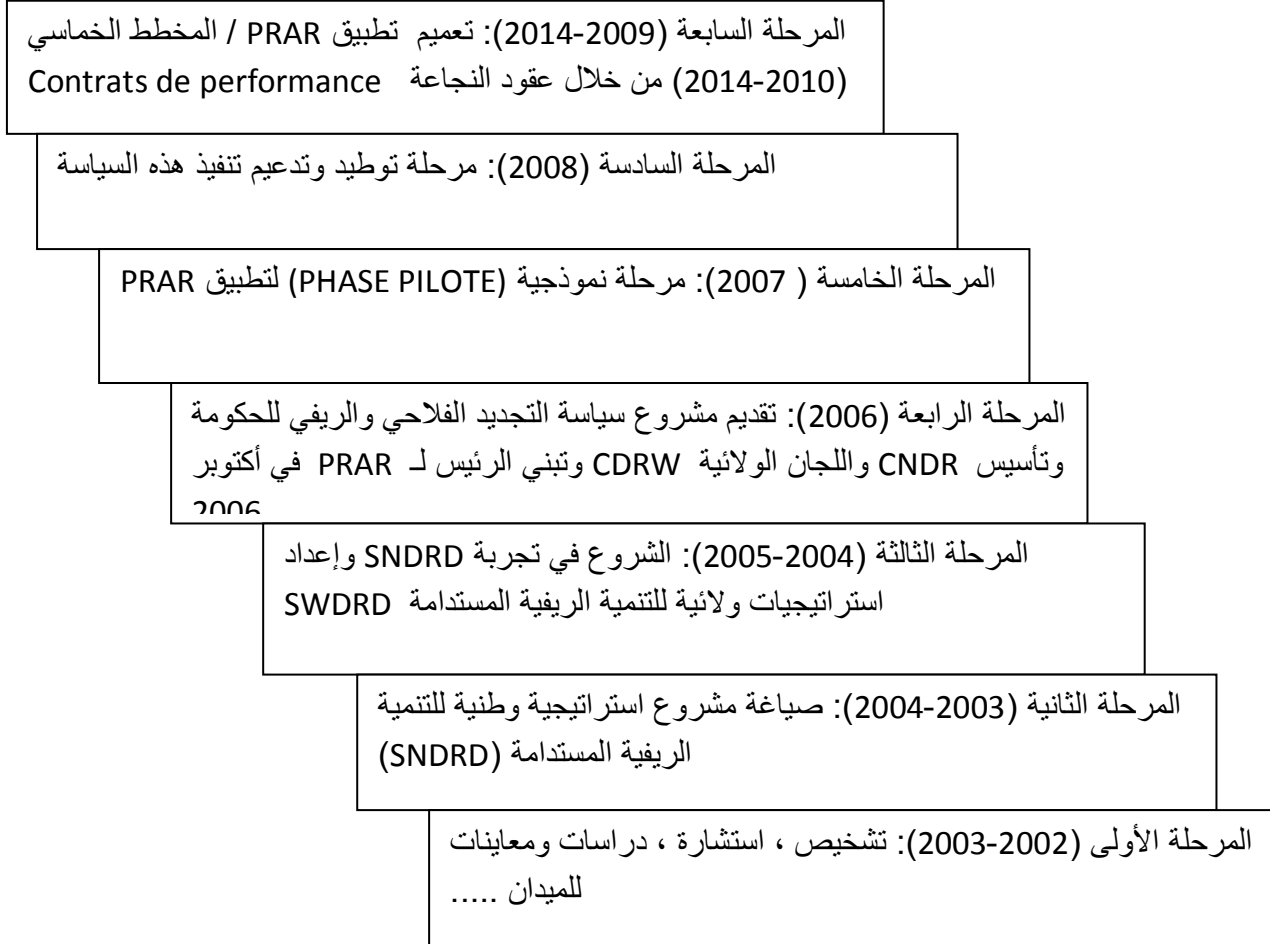 المرحلة السابعة (2009-2014): تعميم تطبيق PRAR / المخطط الخماسي
(2010-2014) من خلال عقود النجاعة Contrats de performance
المرحلة السادسة (2008): مرحلة توطيد وتدعيم تنفيذ هذه السياسة
المرحلة الخامسة ( 2007): مرحلة نموذجية (PHASE PILOTE) لتطبيق PRAR
المرحلة الرابعة (2006): تقديم مشروع سياسة التجديد الفلاحي والريفي للحكومة
وتأسيس CNDR واللجان الولائية CDRW وتبني الرئيس لـ PRAR في أكتوبر
2006
المرحلة الثالثة (2004-2005): الشروع في تجربة SNDRD وإعداد
استراتيجيات ولائية للتنمية الريفية المستدامة SWDRD
المرحلة الثانية (2003-2004): صياغة مشروع استراتيجية وطنية للتنمية
الريفية المستدامة (SNDRD)
المرحلة الأولى (2002-2003): تشخيص ، استشارة ، دراسات ومعاينات
للميدان .....